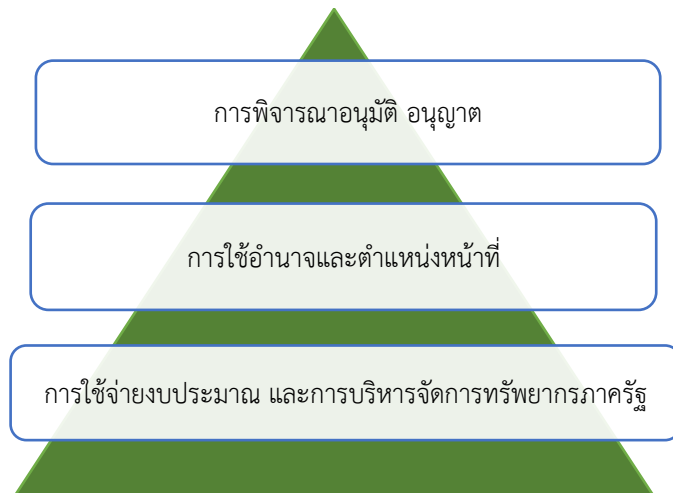 การพิจารณาอนุมัติ อนุญาต
การใช้อำนาจและตำแหน่งหน้าที่
การใช้จ่ายงบประมาณ และการบริหารจัดการทรัพยากรภาครัฐ